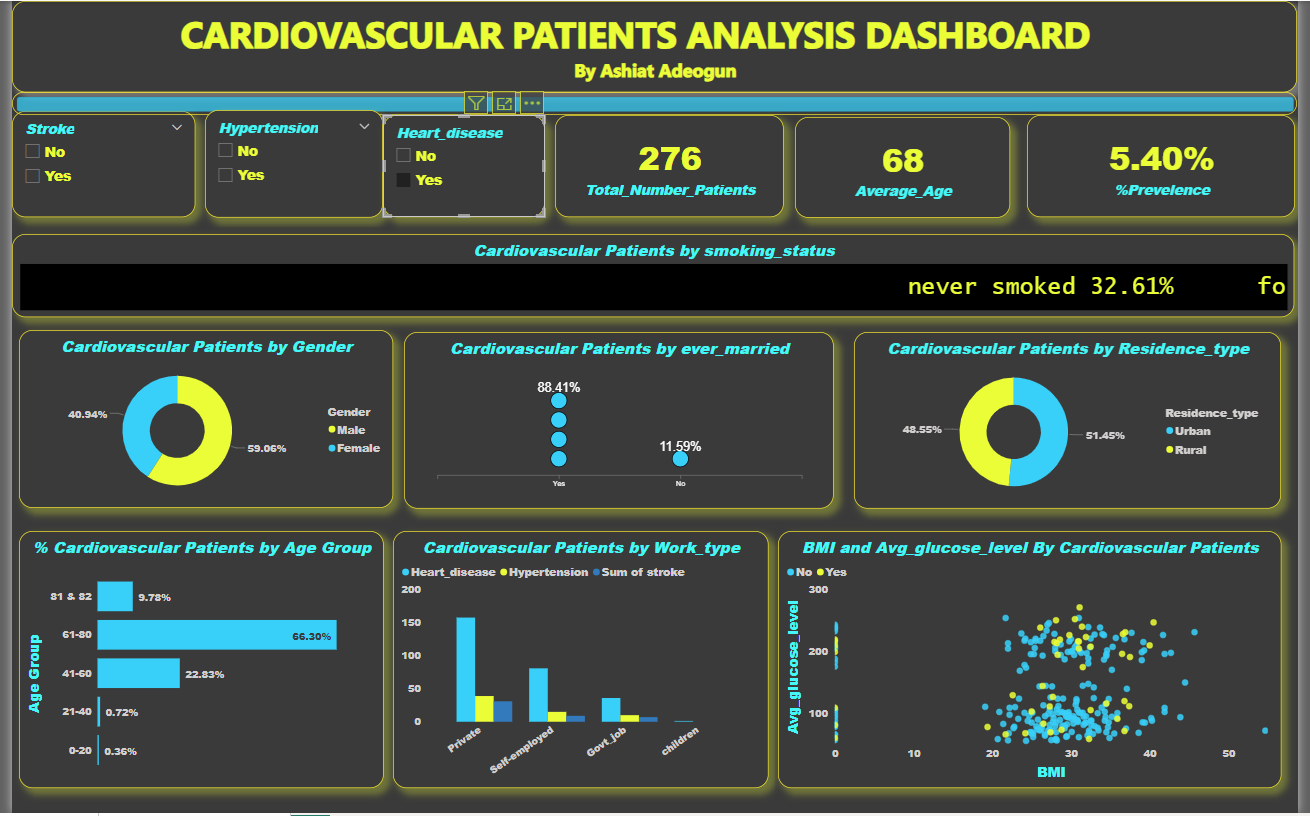 CARDIOVASCULAR PATIENTS ANALYSIS DASHBOARD
By Ashiat Adeogun
Stroke
No
Yes
Hypertension
No
Yes
Heart_disease
No
Yes
276
Total_Number_Patients
68
Average_Age
5.40%
%Prevelence
Cardiovascular Patients by smoking_status
never smoked 32.61% fo
Cardiovascular Patients by Gender
40.94%
59.06%
Gender
Male
Female
Cardiovascular Patients by ever_married
88.41%
11.59%
Yes No
Cardiovascular Patients by Residence_type
48.55%
51.45%
Residence_type
Urban
Rural
% Cardiovascular Patients by Age Group
Age Group
81 & 82 9.78%
61-80 66.30%
41-60 22.83%
21-40 0.72%
0-20 0.36%
Cardiovascular Patients by Work_type
Heart_disease Hypertension Sum of stroke
200
150
100
50
0
Private Self-employed Govt_job children
BMI and Avg_glucose_level By Cardiovascular Patients
No Yes
Avg_glucose_level
300
200
100
0 10 20 30 40 50
BMI